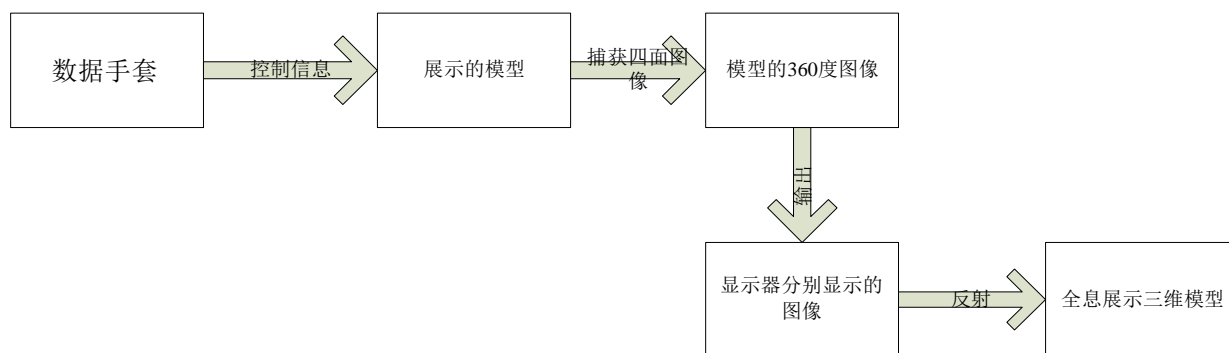 数据手套
控制信息
展示的模型
捕获四面图
像
模型的360度图像
输出
显示器分别显示的
图像
反射
全息展示三维模型